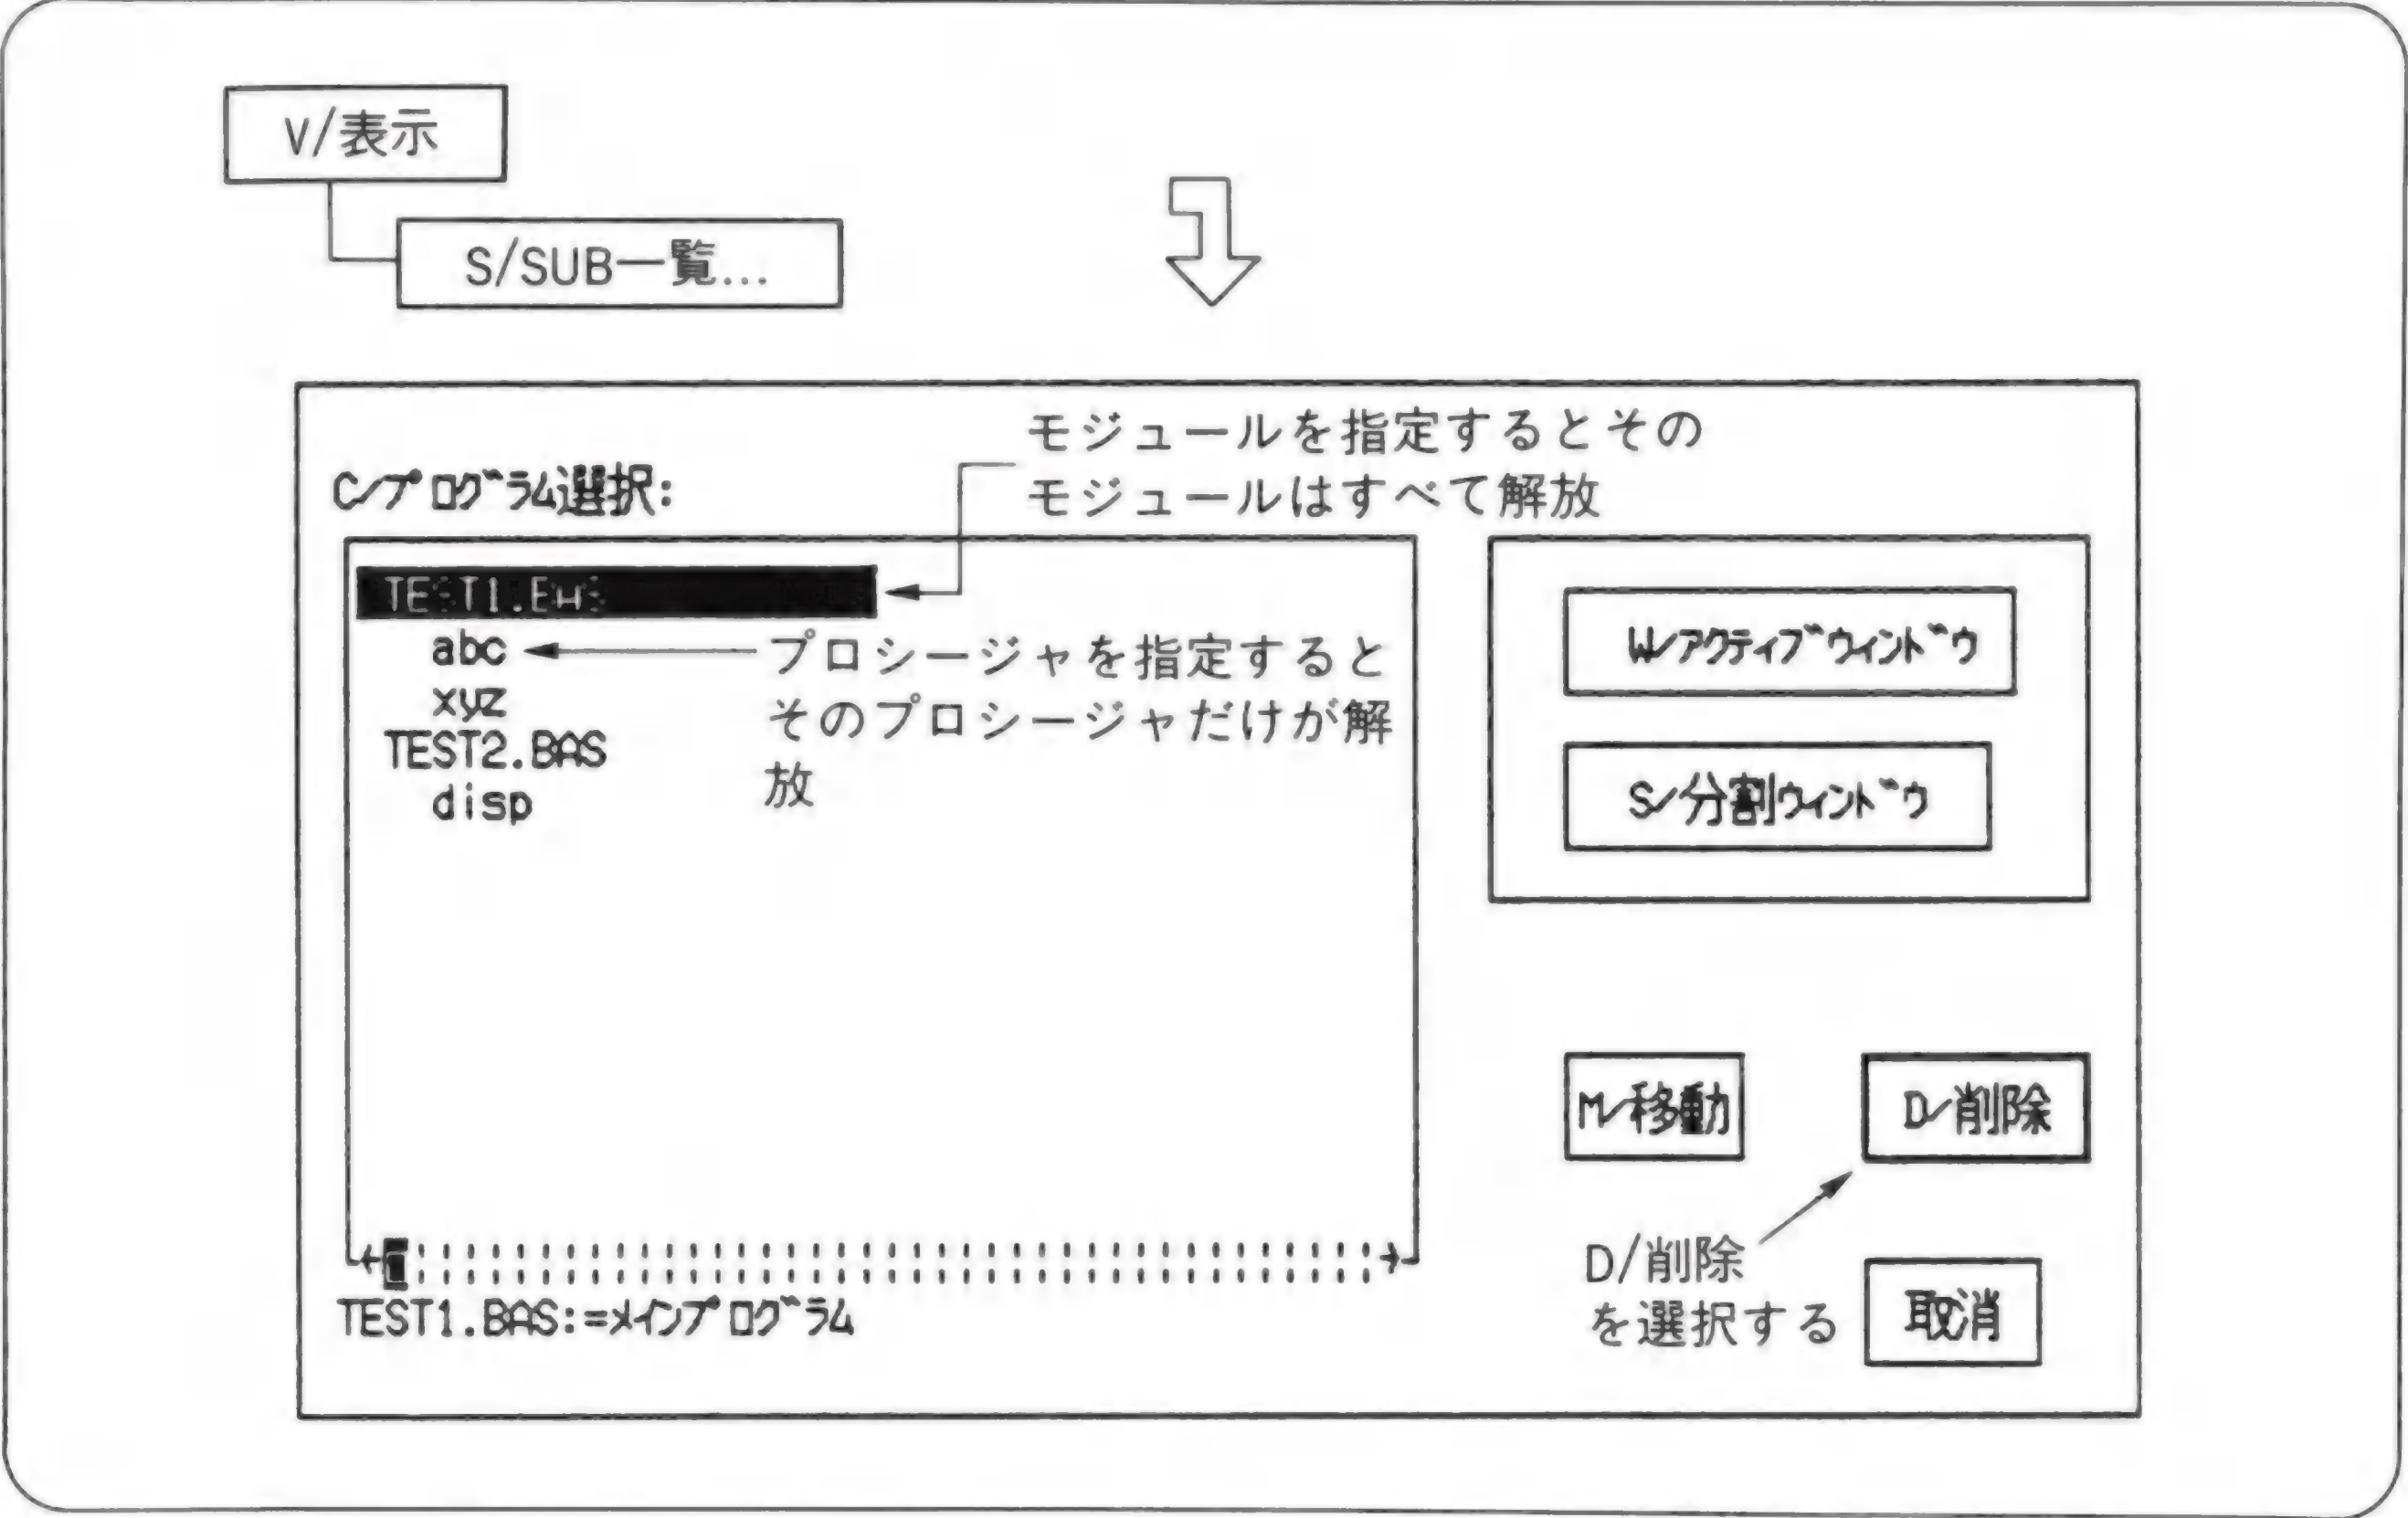 V/表示
S/SUB一覧...
モジュールを指定するとその
モジュールはすべて解放
C/プログラム選択:
abc
プロシージャを指定すると
xyz
そのプロシージャだけが解
TEST2.BAS
放
disp
W/アクティブウィンドウ
S/分割ウィンドウ
M/移動
D/削除
D/削除
を選択する
取消
TEST1.BAS:=メインプログラム